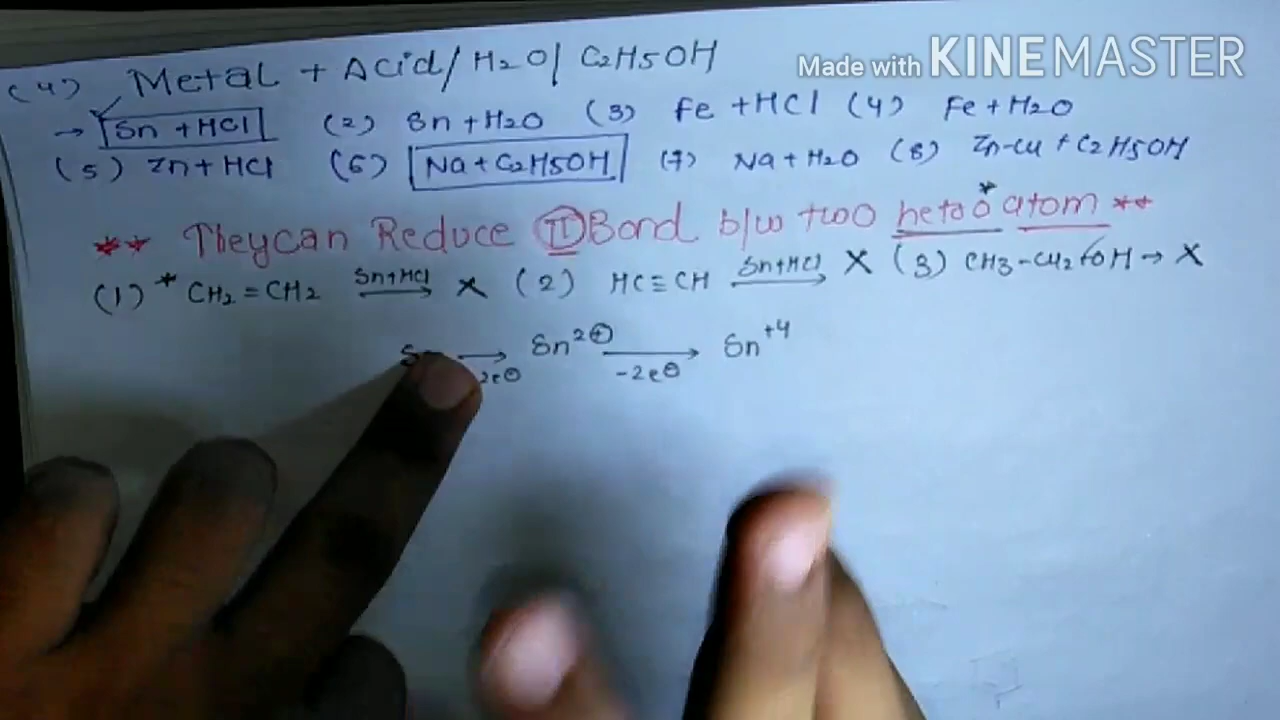 Made with KINEMASTER
(4) Metal + Acid/H2O/C2H5OH
→ Sn +HCl (2) Sn+H2O (3) Fe +HCl (4) Fe+H2O
(5) Zn+HCl (6) Na+C2H5OH (7) Na+H2O (8) Zn-Cu+C2H5OH
** They can Reduce π Bond b/w two hetoo* atom **
(1) * CH2=CH2 Sn+HCl → × (2) HC≡CH Sn+HCl → × (3) CH3-CH2-OH → ×
→ -2e⊖ Sn2⊕ → -2e⊖ Sn+4